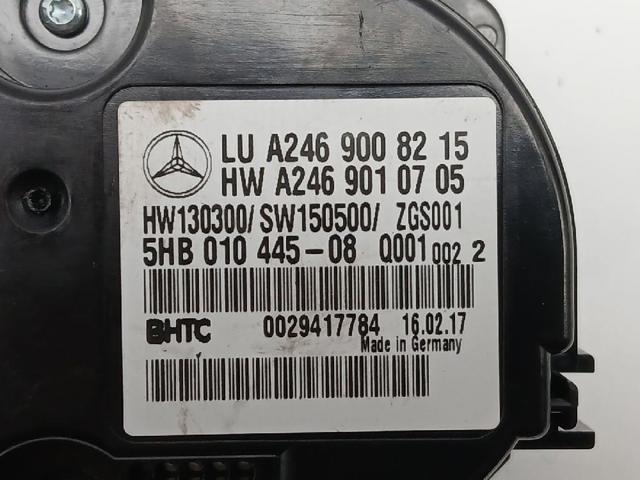 LU A246 900 82 15
HW A246 901 07 05
HW130300/ SW150500/ ZGS001
5HB 010 445-08 Q001 002 2
BHTC 0029417784 16.02.17
Made in Germany